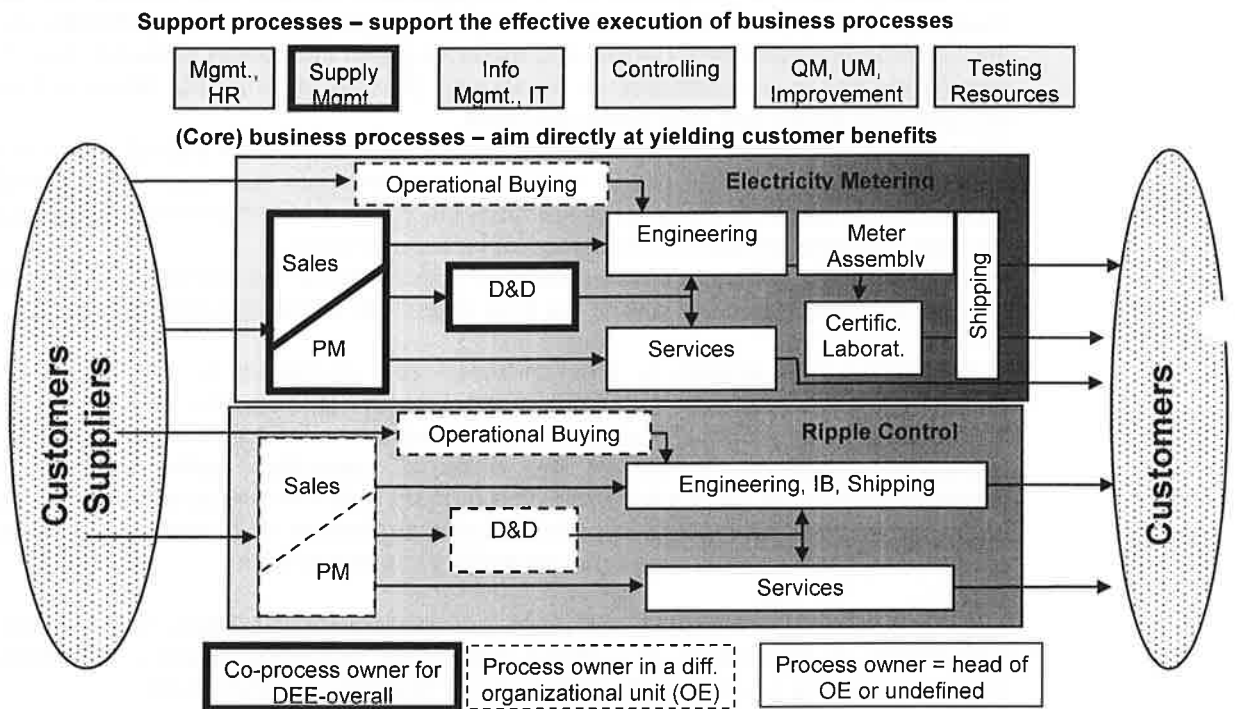 Support processes – support the effective execution of business processes
Mgmt.,
HR
Supply
Mgmt.
Info
Mgmt., IT
Controlling
QM, UM,
Improvement
Testing
Resources
(Core) business processes – aim directly at yielding customer benefits
Customers
Suppliers
Operational Buying
Electricity Metering
Sales
PM
D&D
Engineering
Services
Meter
Assembly
Certific.
Laborat.
Shipping
Operational Buying
Ripple Control
Sales
PM
D&D
Engineering, IB, Shipping
Services
Customers
Co-process owner for
DEE-overall
Process owner in a diff.
organizational unit (OE)
Process owner = head of
OE or undefined